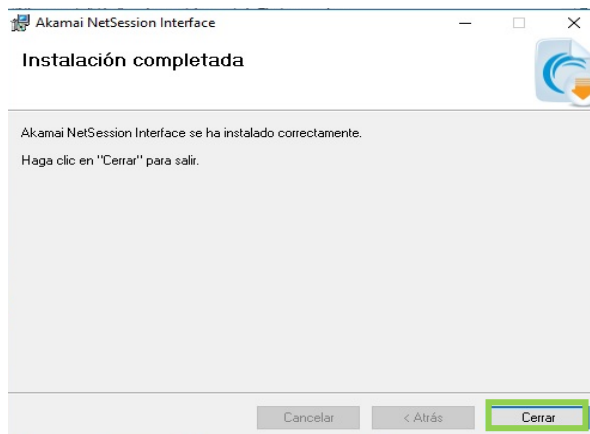 Akamai NetSession Interface
Instalación completada
Akamai NetSession Interface se ha instalado correctamente.
Haga clic en "Cerrar" para salir.
Cancelar
< Atrás
Cerrar